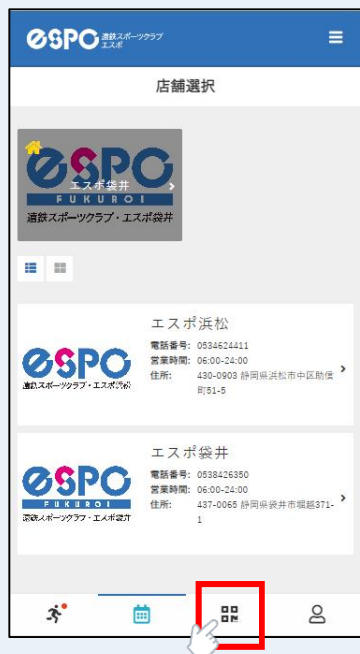 eSPO 遠鉄スポーツクラブ
エスポ
店舗選択
eSPO
エスポ袋井
FUKUROI
遠鉄スポーツクラブ・エスポ袋井
エスポ浜松
電話番号: 0534624411
営業時間: 06:00-24:00
住所: 430-0903 静岡県浜松市中区助信
町51-5
eSPO
遠鉄スポーツクラブ・エスポ浜松
エスポ袋井
電話番号: 0538426350
営業時間: 06:00-24:00
住所: 437-0065 静岡県袋井市堀越371-
1
eSPO
FUKUROI
遠鉄スポーツクラブ・エスポ袋井